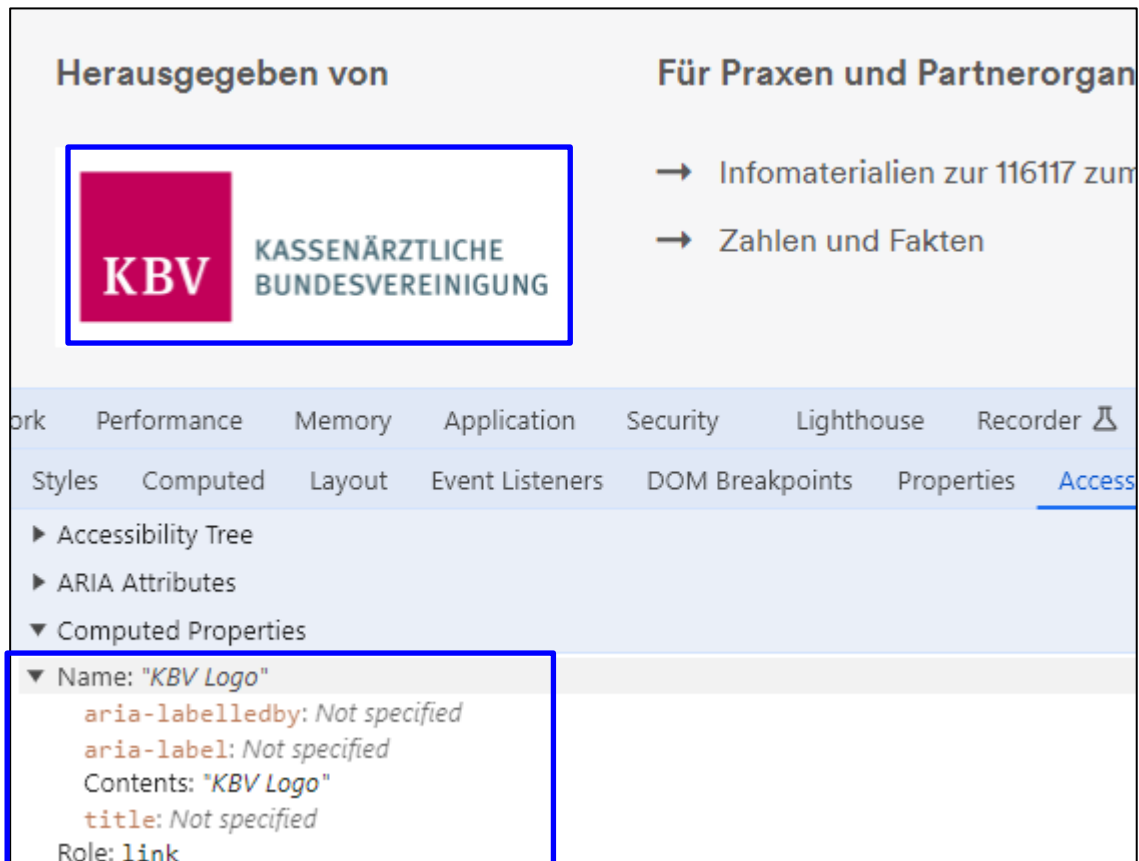 Herausgegeben von
KBV
KASSENÄRZTLICHE
BUNDESVEREINIGUNG
Für Praxen und Partnerorgan
→ Infomaterialien zur 116117 zum
→ Zahlen und Fakten
ork Performance Memory Application Security Lighthouse Recorder
Styles Computed Layout Event Listeners DOM Breakpoints Properties Access
Accessibility Tree
ARIA Attributes
Computed Properties
Name: "KBV Logo"
aria-labelledby: Not specified
aria-label: Not specified
Contents: "KBV Logo"
title: Not specified
Role: link